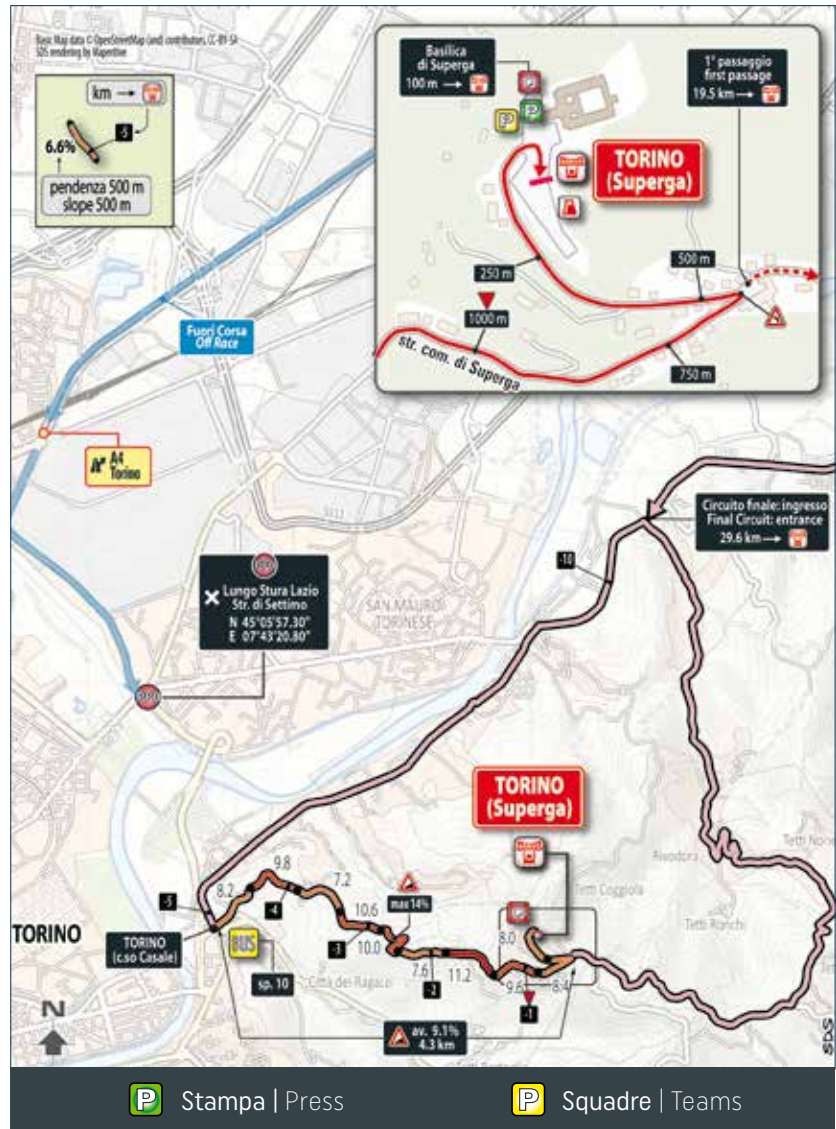 Basic Map data © OpenStreetMap (and) contributors, CC-BY-SA
SDS rendering by Maperitive
km →
-5
6.6%
pendenza 500 m
slope 500 m
Fuori Corsa
Off Race
A4
Torino
Basilica
di Superga
100 m →
P
P
1° passaggio
first passage
19.5 km →
TORINO
(Superga)
250 m
500 m
1000 m
str. com. di Superga
750 m
Circuito finale: ingresso
Final Circuit: entrance
29.6 km →
-10
Lungo Stura Lazio
Str. di Settimo
N 45°05'57.30"
E 07°43'20.80"
SAN MAURO
TORINESE
TORINO
(Superga)
Rivodora
Tetti Coggiola
Tetti Ronchi
9.8
8.2
7.2
-5
-4
max 14%
10.6
10.0
-3
8.0
TORINO
TORINO
(c.so Casale)
BUS
sp. 10
Città dei Ragazzi
7.6
-2
11.2
9.6
8.4
-1
N
av. 9.1%
4.3 km
SDS
P Stampa | Press
P Squadre | Teams